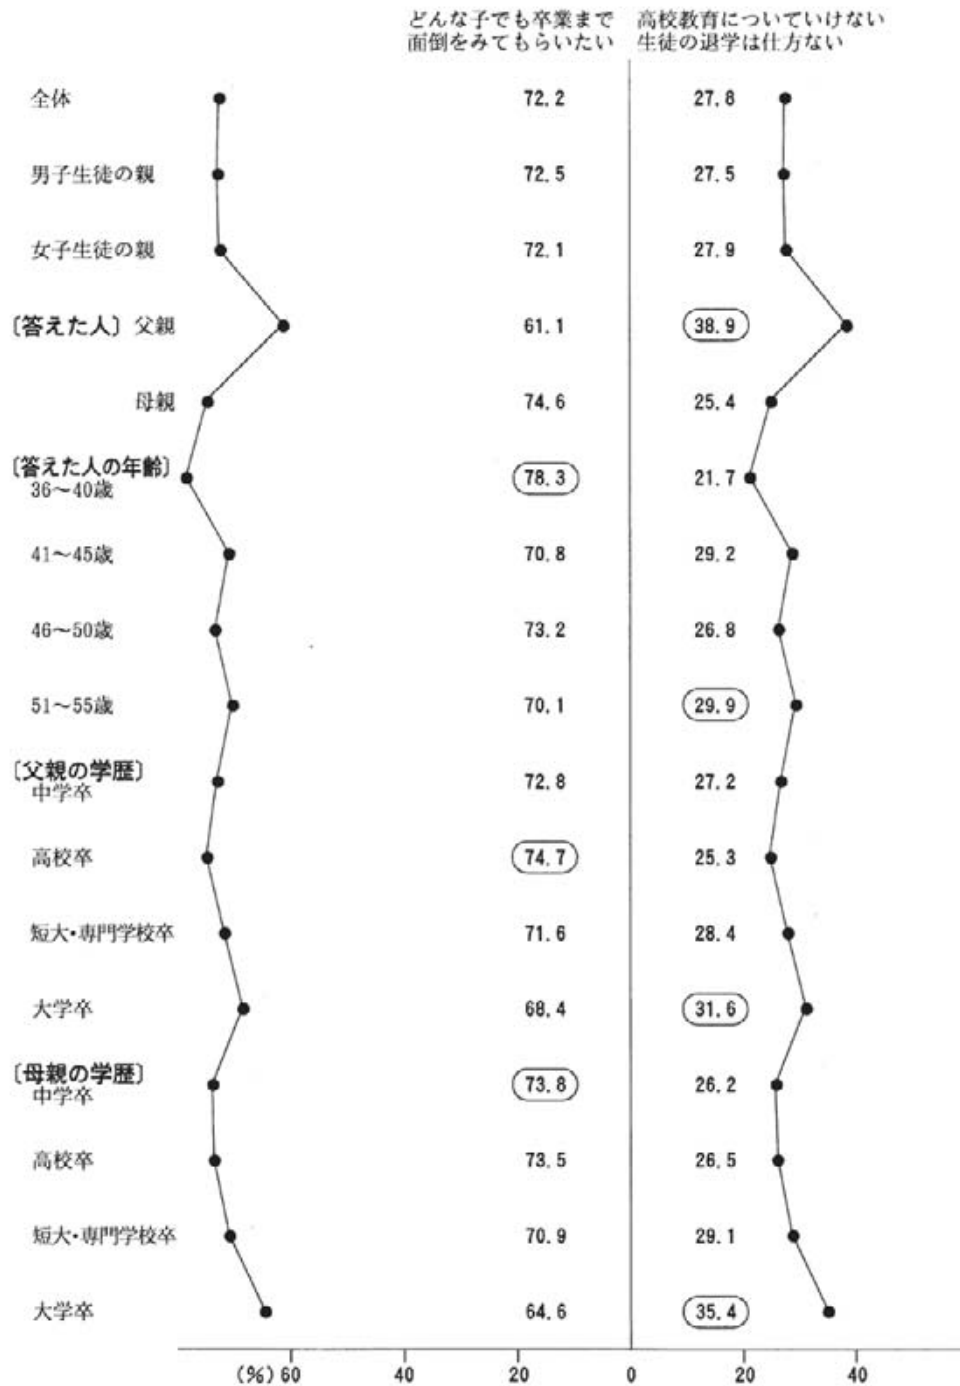 どんな子でも卒業まで 高校教育についていけない
面倒をみてもらいたい 生徒の退学は仕方ない
全体 72.2 27.8
男子生徒の親 72.5 27.5
女子生徒の親 72.1 27.9
〔答えた人〕父親 61.1 38.9
母親 74.6 25.4
〔答えた人の年齢〕
36〜40歳 78.3 21.7
41〜45歳 70.8 29.2
46〜50歳 73.2 26.8
51〜55歳 70.1 29.9
〔父親の学歴〕
中学卒 72.8 27.2
高校卒 74.7 25.3
短大・専門学校卒 71.6 28.4
大学卒 68.4 31.6
〔母親の学歴〕
中学卒 73.8 26.2
高校卒 73.5 26.5
短大・専門学校卒 70.9 29.1
大学卒 64.6 35.4
(%) 60 40 20 0 20 40